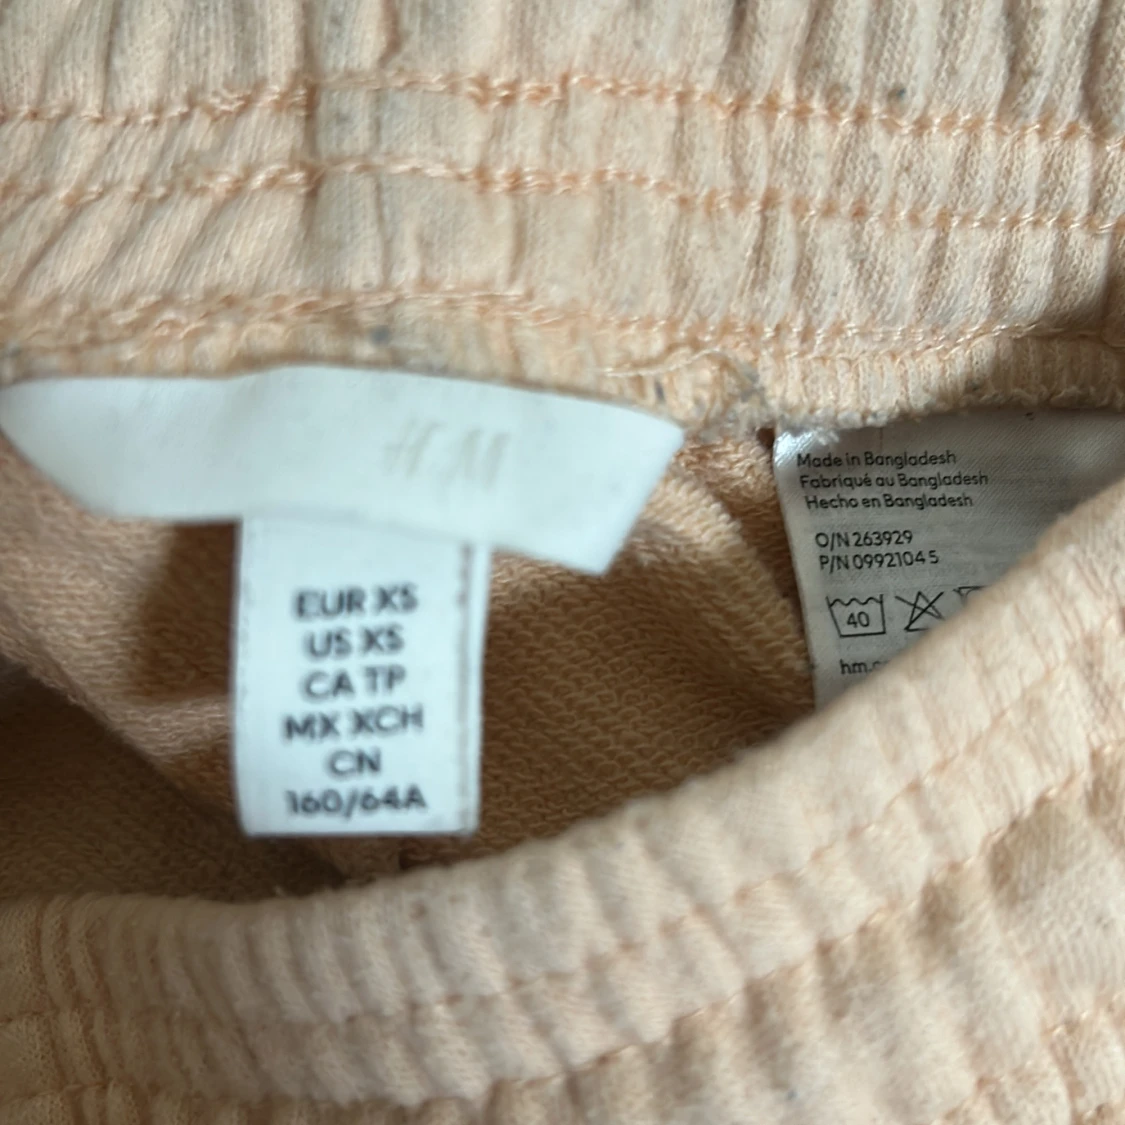 H M
EUR XS
US XS
CA TP
MX XCH
CN
160/64A
Made in Bangladesh
Fabriqué au Bangladesh
Hecho en Bangladesh
O/N 263929
P/N 0992104 5
40